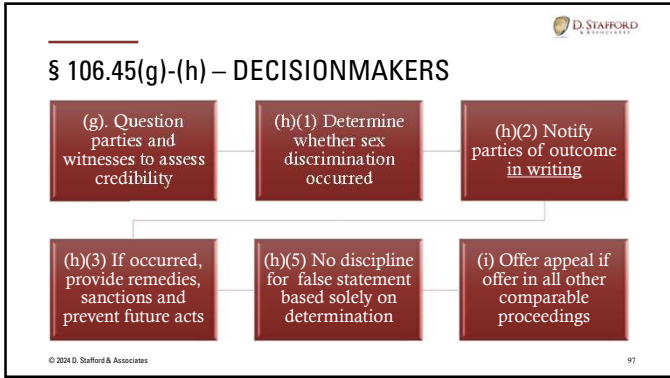 D. STAFFORD
& ASSOCIATES
§ 106.45(g)-(h) – DECISIONMAKERS
(g). Question
parties and
witnesses to assess
credibility
(h)(1) Determine
whether sex
discrimination
occurred
(h)(2) Notify
parties of outcome
in writing
(h)(3) If occurred,
provide remedies,
sanctions and
prevent future acts
(h)(5) No discipline
for false statement
based solely on
determination
(i) Offer appeal if
offer in all other
comparable
proceedings
© 2024 D. Stafford & Associates
97